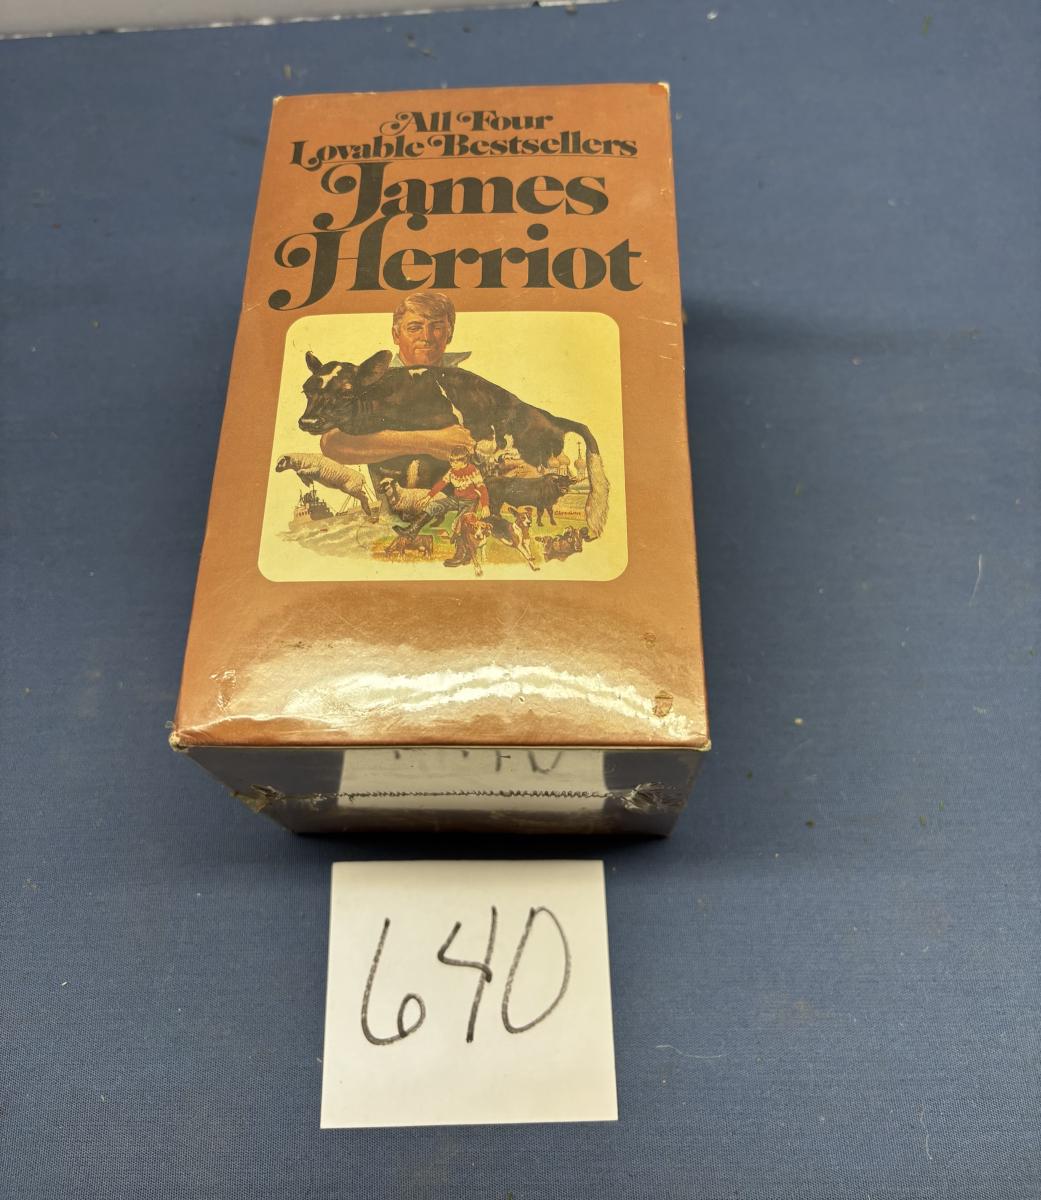 All Four
Lovable Bestsellers
James
Herriot
640